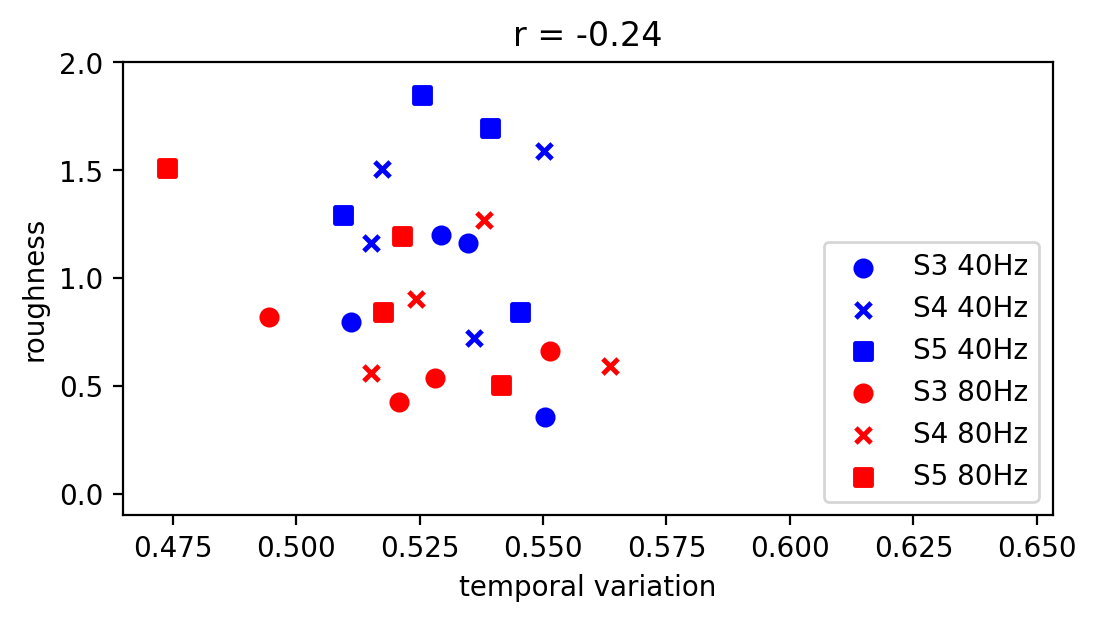 r = -0.24
2.0
1.5
1.0
0.5
0.0
roughness
S3 40Hz
S4 40Hz
S5 40Hz
S3 80Hz
S4 80Hz
S5 80Hz
0.475 0.500 0.525 0.550 0.575 0.600 0.625 0.650
temporal variation